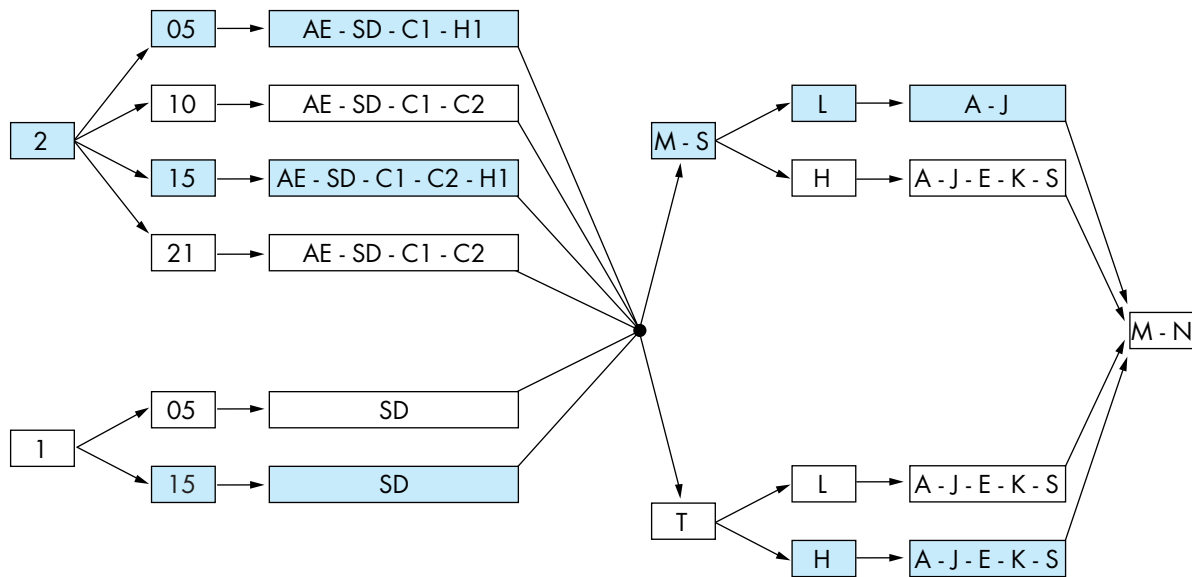 05
AE - SD - C1 - H1
10
AE - SD - C1 - C2
2
15
AE - SD - C1 - C2 - H1
21
AE - SD - C1 - C2
1
05
SD
15
SD
M - S
L
A - J
H
A - J - E - K - S
T
L
A - J - E - K - S
H
A - J - E - K - S
M - N